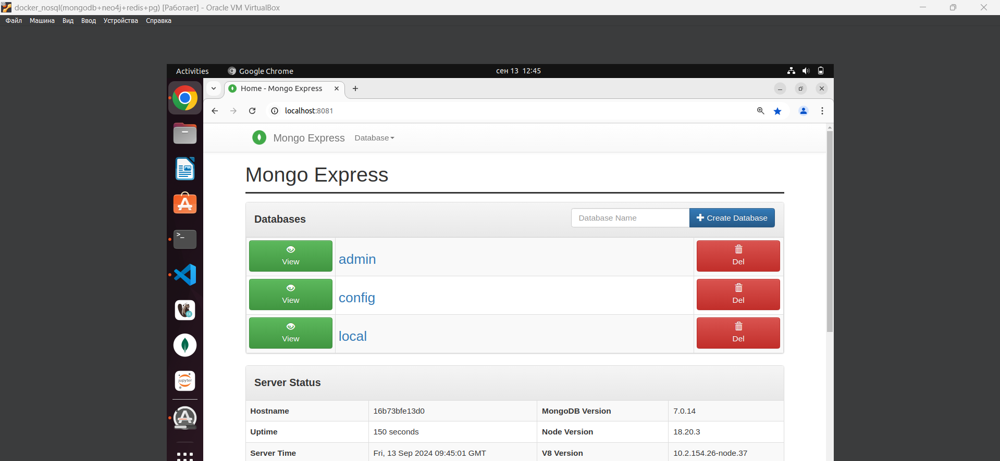 docker_nosql(mongodb+neo4j+redis+pg) [Работает] - Oracle VM VirtualBox
Файл Машина Вид Ввод Устройства Справка
Activities Google Chrome сен 13 12:45
Home - Mongo Express
localhost:8081
Mongo Express Database
Mongo Express
Databases Database Name Create Database
View admin Del
View config Del
View local Del
Server Status
Hostname 16b73bfe13d0 MongoDB Version 7.0.14
Uptime 150 seconds Node Version 18.20.3
Server Time Fri, 13 Sep 2024 09:45:01 GMT V8 Version 10.2.154.26-node.37
>_
CE
jupyter